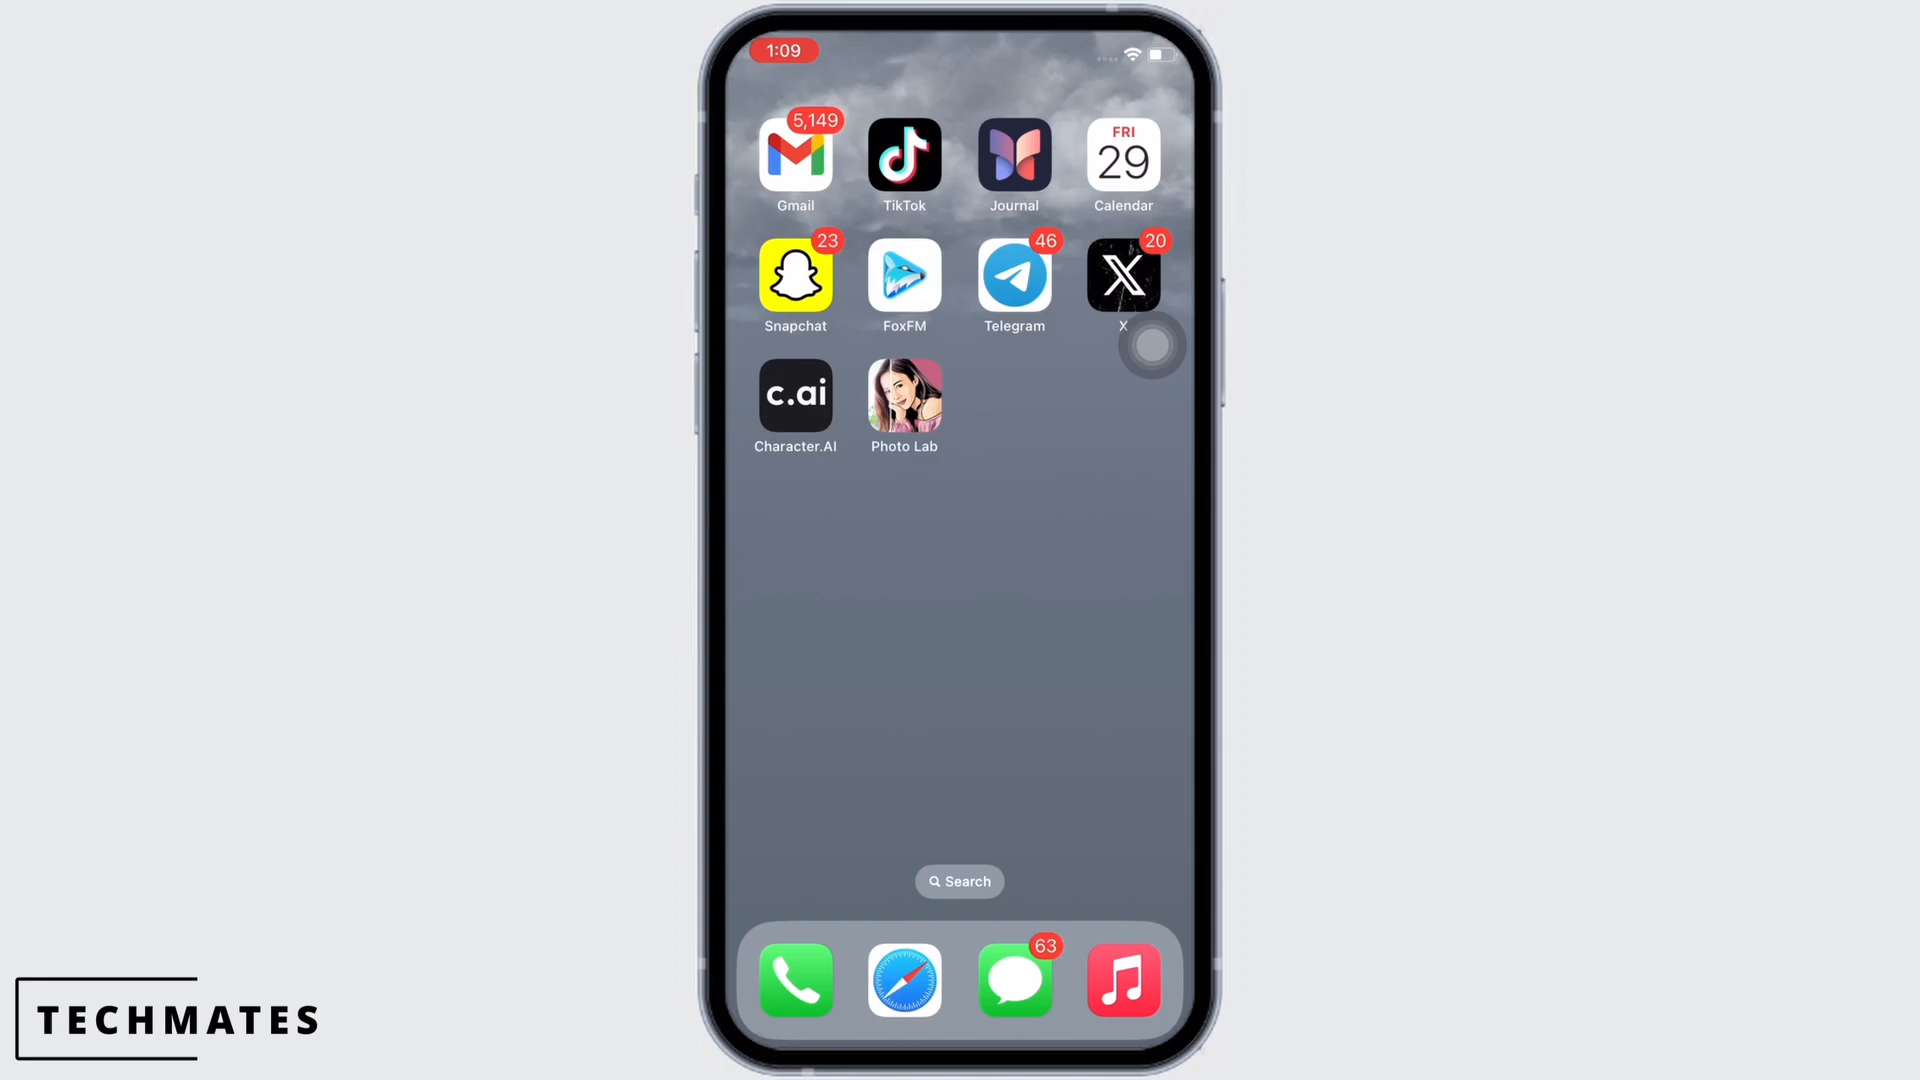 1:09
5,149
FRI
29
Gmail
TikTok
Journal
Calendar
23
46
20
Snapchat
FoxFM
Telegram
X
c.ai
Character.AI
Photo Lab
Search
63
TECHMATES